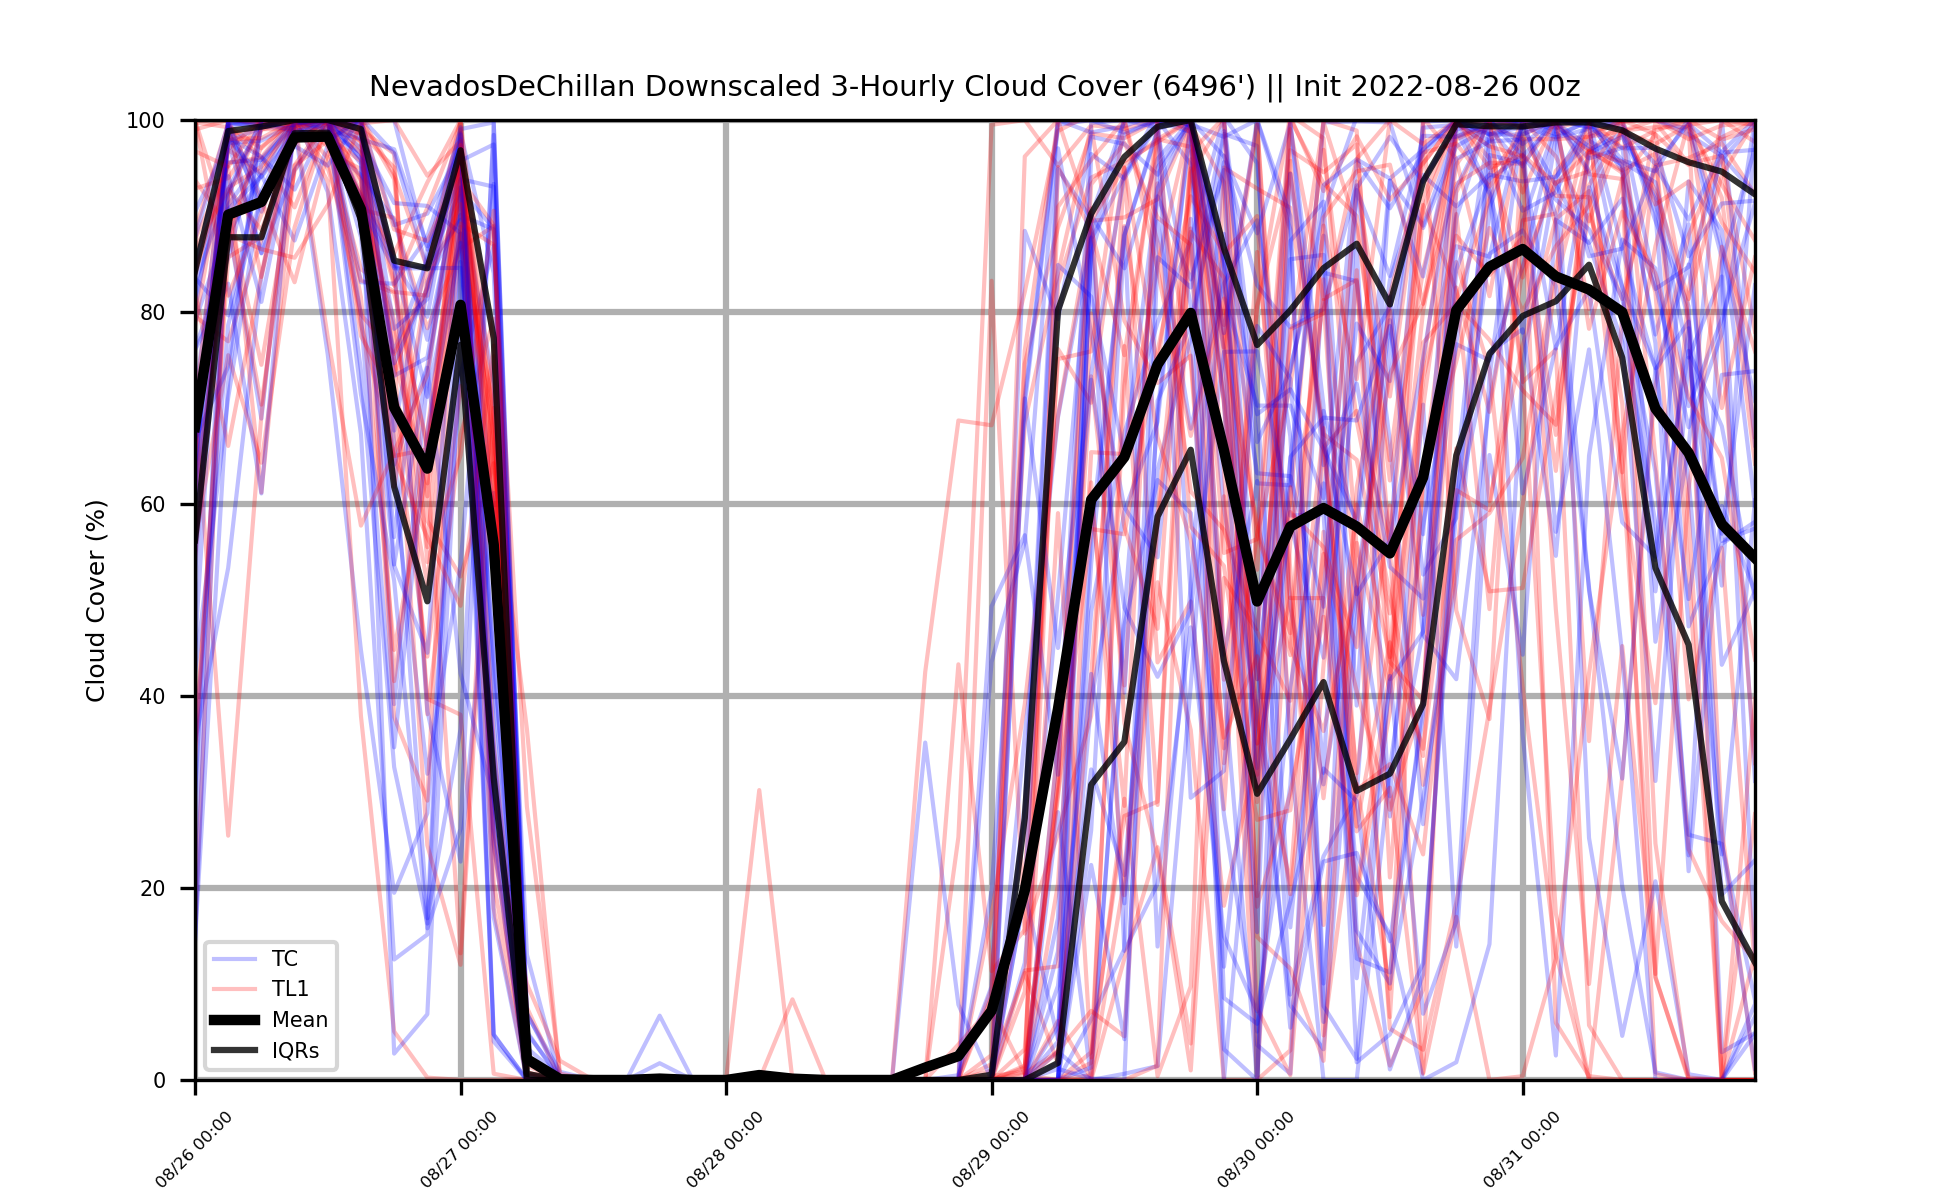 NevadosDeChillan Downscaled 3-Hourly Cloud Cover (6496') || Init 2022-08-26 00z
Cloud Cover (%)
100
80
60
40
20
0
TC
TL1
Mean
IQRs
08/26 00:00
08/27 00:00
08/28 00:00
08/29 00:00
08/30 00:00
08/31 00:00